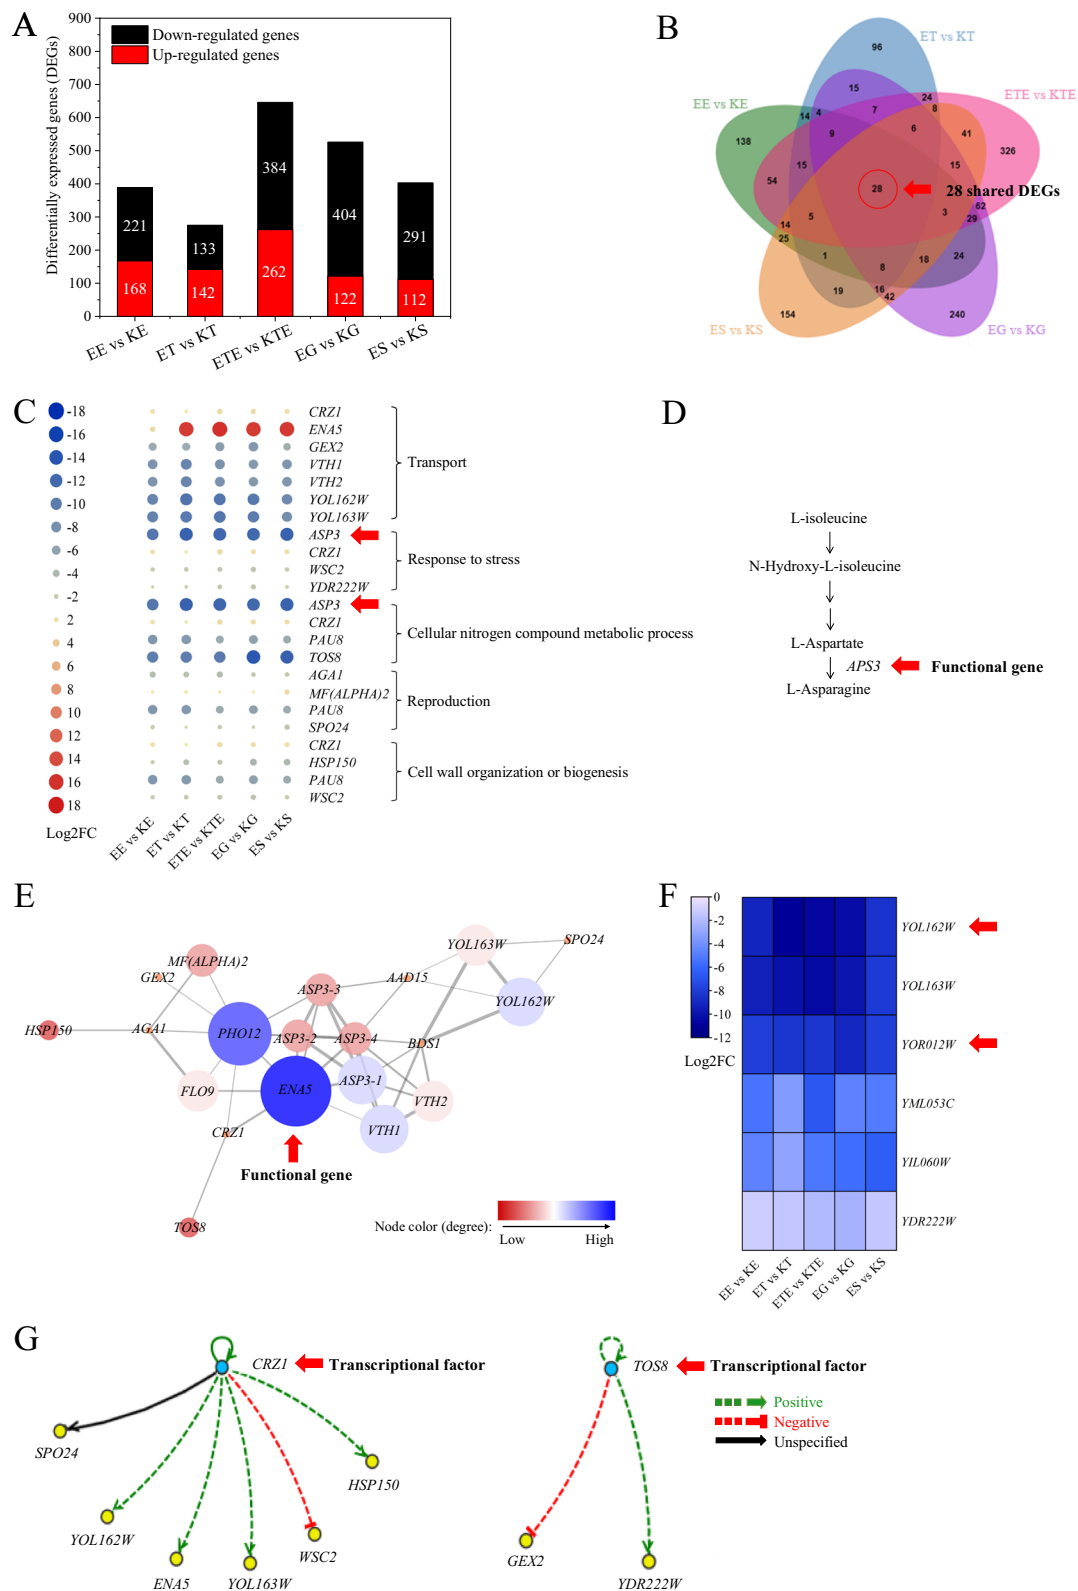 A
Differentially expressed genes (DEGs)
900
800
700
600
500
400
300
200
100
0
Down-regulated genes
Up-regulated genes
221
168
133
142
384
262
404
122
291
112
EE vs KE
ET vs KT
ETE vs KTE
EG vs KG
ES vs KS
B
ET vs KT
ETE vs KTE
EE vs KE
ES vs KS
EG vs KG
96
15
24
8
14
4
7
9
6
41
138
326
15
15
54
28
28 shared DEGs
62
3
29
5
14
25
1
18
24
8
19
16
42
154
240
C
-18
-16
-14
-12
-10
-8
-6
-4
-2
2
4
6
8
10
12
14
16
18
Log2FC
CRZ1
ENA5
GEX2
VTH1
VTH2
YOL162W
YOL163W
Transport
ASP3
CRZ1
WSC2
YDR222W
Response to stress
ASP3
CRZ1
PAU8
TOS8
Cellular nitrogen compound metabolic process
AGA1
MF(ALPHA)2
PAU8
SPO24
Reproduction
CRZ1
HSP150
PAU8
WSC2
Cell wall organization or biogenesis
EE vs KE
ET vs KT
ETE vs KTE
EG vs KG
ES vs KS
D
L-isoleucine
N-Hydroxy-L-isoleucine
L-Aspartate
APS3
Functional gene
L-Asparagine
E
YOL163W
SPO24
MF(ALPHA)2
GEX2
AAD15
ASP3-3
YOL162W
HSP150
AGA1
PHO12
ASP3-2
ASP3-4
BDS1
ASP3-1
FLO9
ENA5
VTH2
CRZ1
VTH1
Functional gene
TOS8
Node color (degree):
Low
High
F
0
-2
-4
-6
-8
-10
-12
Log2FC
YOL162W
YOL163W
YOR012W
YML053C
YIL060W
YDR222W
EE vs KE
ET vs KT
ETE vs KTE
EG vs KG
ES vs KS
G
CRZ1
Transcriptional factor
SPO24
HSP150
YOL162W
WSC2
ENA5
YOL163W
TOS8
Transcriptional factor
Positive
Negative
Unspecified
GEX2
YDR222W